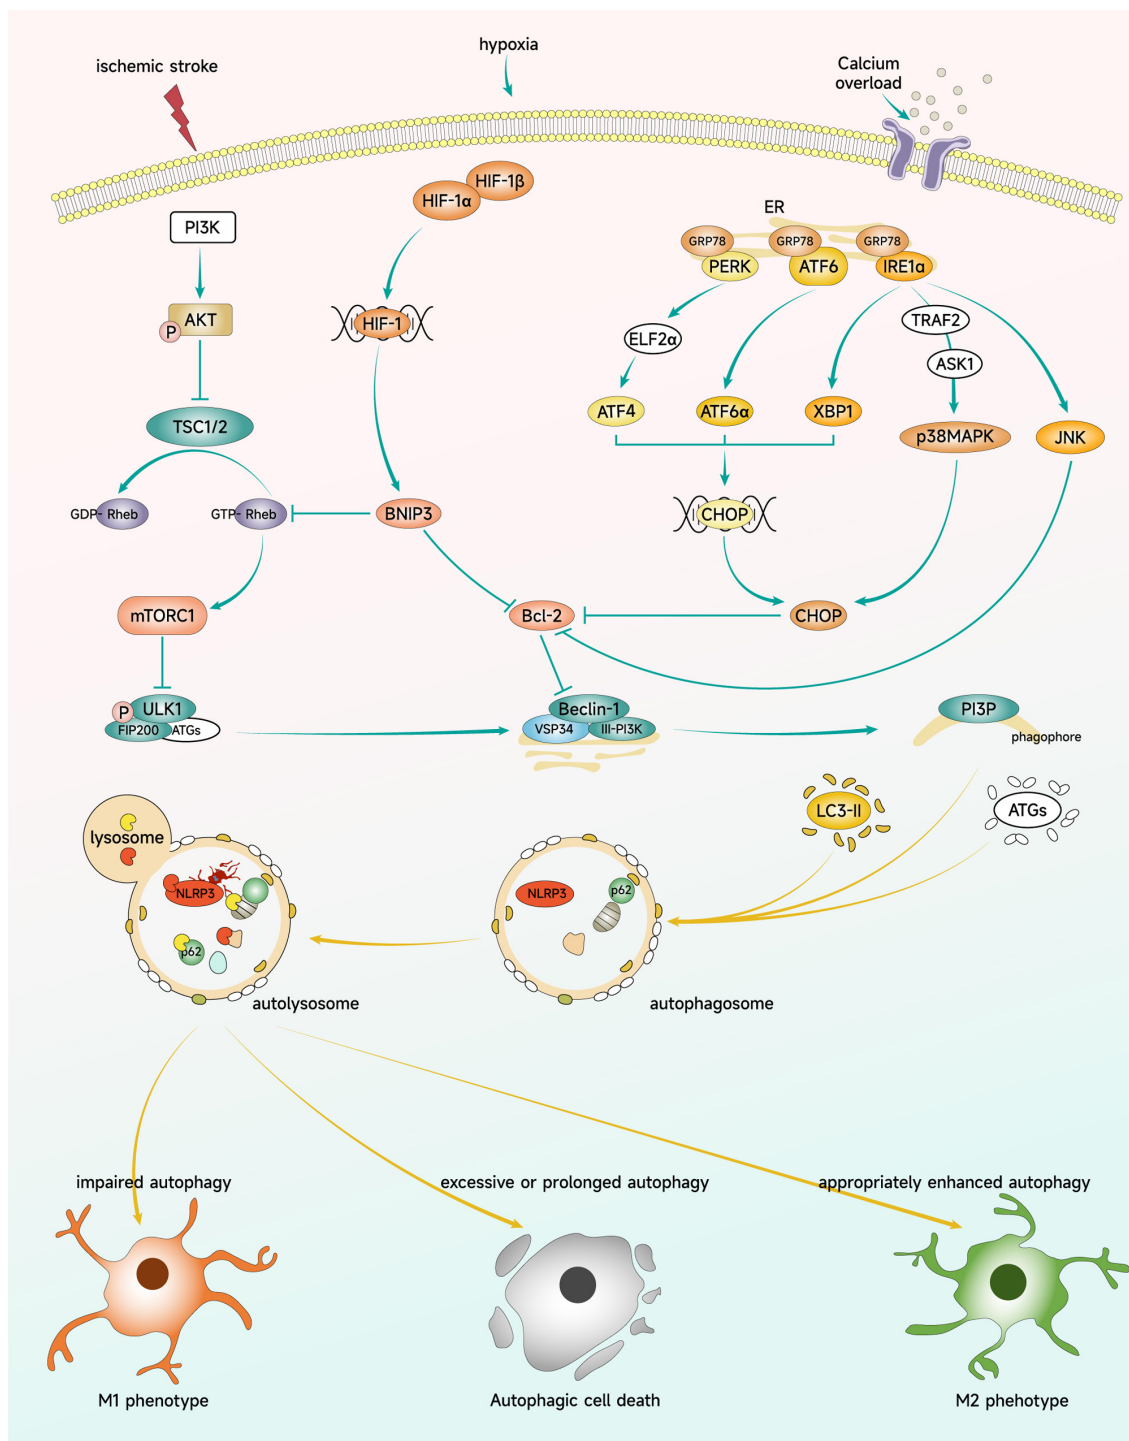 hypoxia
ischemic stroke
Calcium
overload
HIF-1β
HIF-1α
PI3K
ER
GRP78
GRP78
GRP78
PERK
ATF6
IRE1α
AKT
P
HIF-1
TRAF2
ELF2α
ASK1
ATF4
ATF6α
XBP1
TSC1/2
p38MAPK
JNK
GDP- Rheb
GTP- Rheb
BNIP3
CHOP
mTORC1
Bcl-2
CHOP
P
ULK1
FIP200
ATGs
Beclin-1
VSP34
III-PI3K
PI3P
phagophore
LC3-II
ATGs
lysosome
NLRP3
p62
NLRP3
p62
autolysosome
autophagosome
impaired autophagy
excessive or prolonged autophagy
appropriately enhanced autophagy
M1 phenotype
Autophagic cell death
M2 phehotype